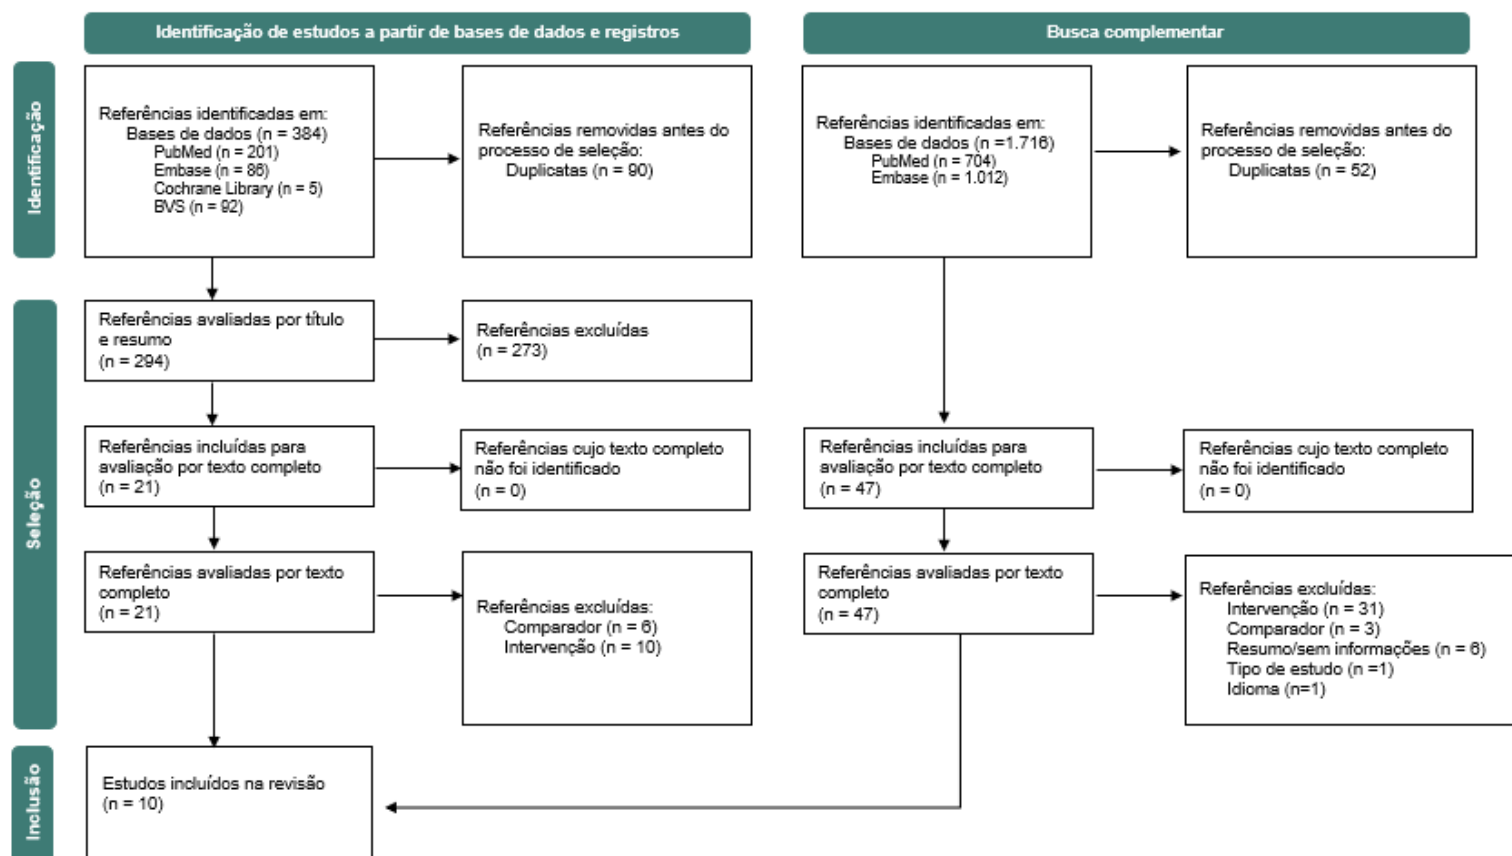 Identificação de estudos a partir de bases de dados e registros
Busca complementar
Identificação
Referências identificadas em:
Bases de dados (n = 384)
PubMed (n = 201)
Embase (n = 86)
Cochrane Library (n = 5)
BVS (n = 92)
Referências removidas antes do
processo de seleção:
Duplicatas (n = 90)
Referências identificadas em:
Bases de dados (n =1.716)
PubMed (n = 704)
Embase (n = 1.012)
Referências removidas antes do
processo de seleção:
Duplicatas (n = 52)
Seleção
Referências avaliadas por título
e resumo
(n = 294)
Referências excluídas
(n = 273)
Referências incluídas para
avaliação por texto completo
(n = 21)
Referências cujo texto completo
não foi identificado
(n = 0)
Referências incluídas para
avaliação por texto completo
(n = 47)
Referências cujo texto completo
não foi identificado
(n = 0)
Referências avaliadas por texto
completo
(n = 21)
Referências excluídas:
Comparador (n = 6)
Intervenção (n = 10)
Referências avaliadas por texto
completo
(n = 47)
Referências excluídas:
Intervenção (n = 31)
Comparador (n = 3)
Resumo/sem informações (n = 6)
Tipo de estudo (n =1)
Idioma (n=1)
Inclusão
Estudos incluídos na revisão
(n = 10)